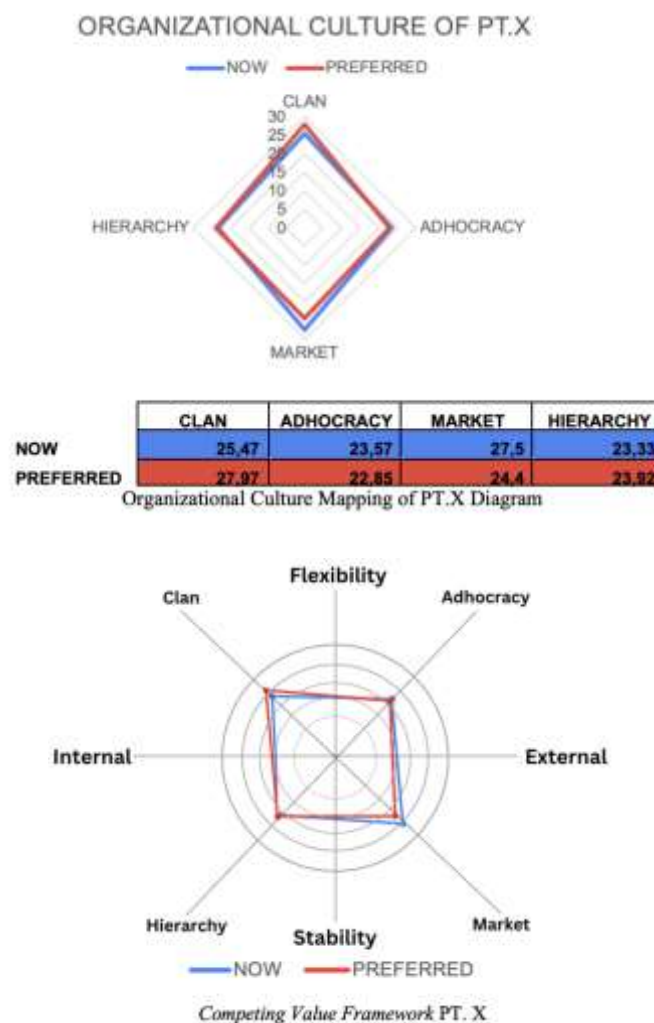 ORGANIZATIONAL CULTURE OF PT.X
NOW PREFERRED
CLAN
30
25
20
15
10
5
0
HIERARCHY ADHOCRACY
MARKET
CLAN ADHOCRACY MARKET HIERARCHY
NOW 25,47 23,57 27,5 23,33
PREFERRED 27,97 22,85 24,4 23,92
Organizational Culture Mapping of PT.X Diagram
Flexibility
Clan Adhocracy
Internal External
Hierarchy Market
Stability
NOW PREFERRED
Competing Value Framework PT. X